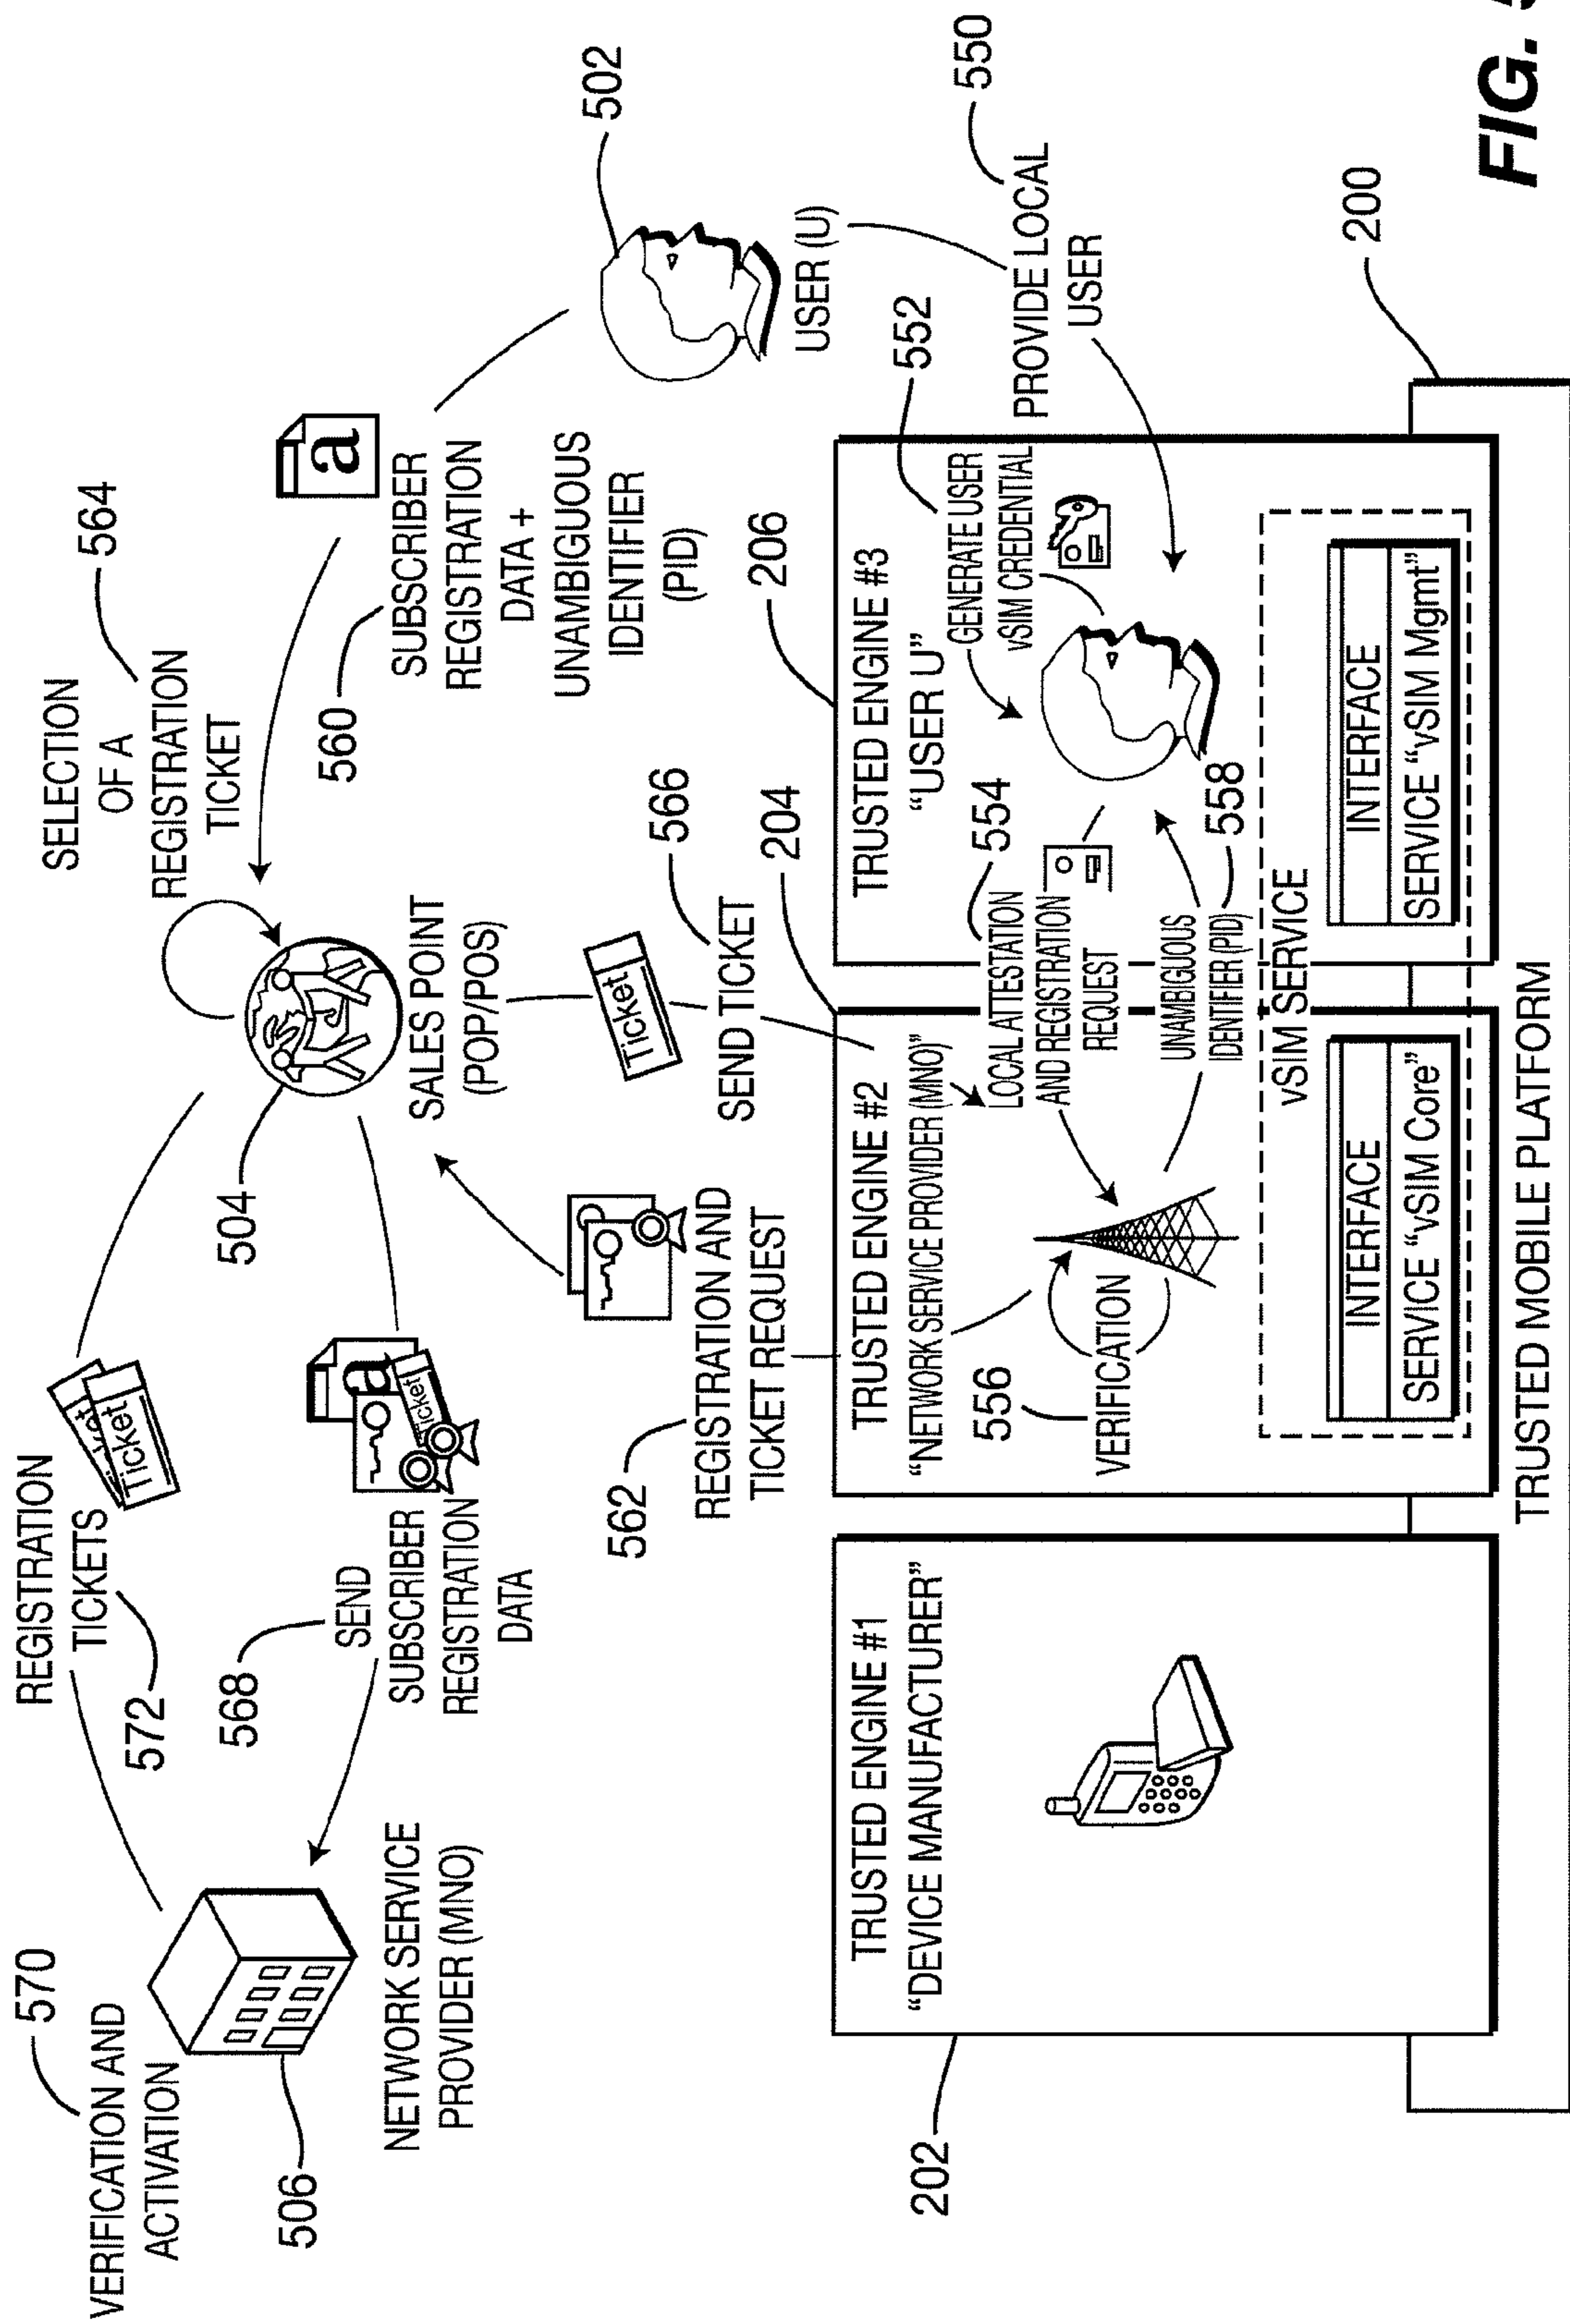 570
VERIFICATION AND
ACTIVATION
506
NETWORK SERVICE
PROVIDER (MNO)
REGISTRATION
TICKETS
572
Ticket
568
SEND
SUBSCRIBER
REGISTRATION
DATA
a
Ticket
SELECTION
OF A
REGISTRATION
TICKET
564
504
SALES POINT
(POP/POS)
560
a
SUBSCRIBER
REGISTRATION
DATA +
UNAMBIGUOUS
IDENTIFIER
(PID)
502
USER (U)
550
PROVIDE LOCAL
USER
562
REGISTRATION AND
TICKET REQUEST
Ticket
566
SEND TICKET
202
TRUSTED ENGINE #1
“DEVICE MANUFACTURER”
204
TRUSTED ENGINE #2
“NETWORK SERVICE PROVIDER (MNO)”
556
VERIFICATION
554
LOCAL ATTESTATION
AND REGISTRATION
REQUEST
UNAMBIGUOUS
IDENTIFIER (PID)
558
206
TRUSTED ENGINE #3
“USER U”
552
GENERATE USER
vSIM CREDENTIAL
vSIM SERVICE
INTERFACE
SERVICE “vSIM Core”
INTERFACE
SERVICE “vSIM Mgmt”
TRUSTED MOBILE PLATFORM
200
FIG.